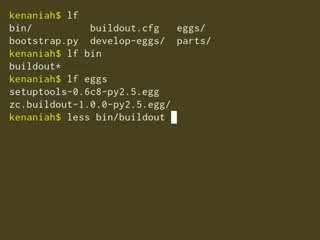 kenaniah$ lf
bin/ buildout.cfg eggs/
bootstrap.py develop-eggs/ parts/
kenaniah$ lf bin
buildout*
kenaniah$ lf eggs
setuptools-0.6c8-py2.5.egg
zc.buildout-1.0.0-py2.5.egg/
kenaniah$ less bin/buildout